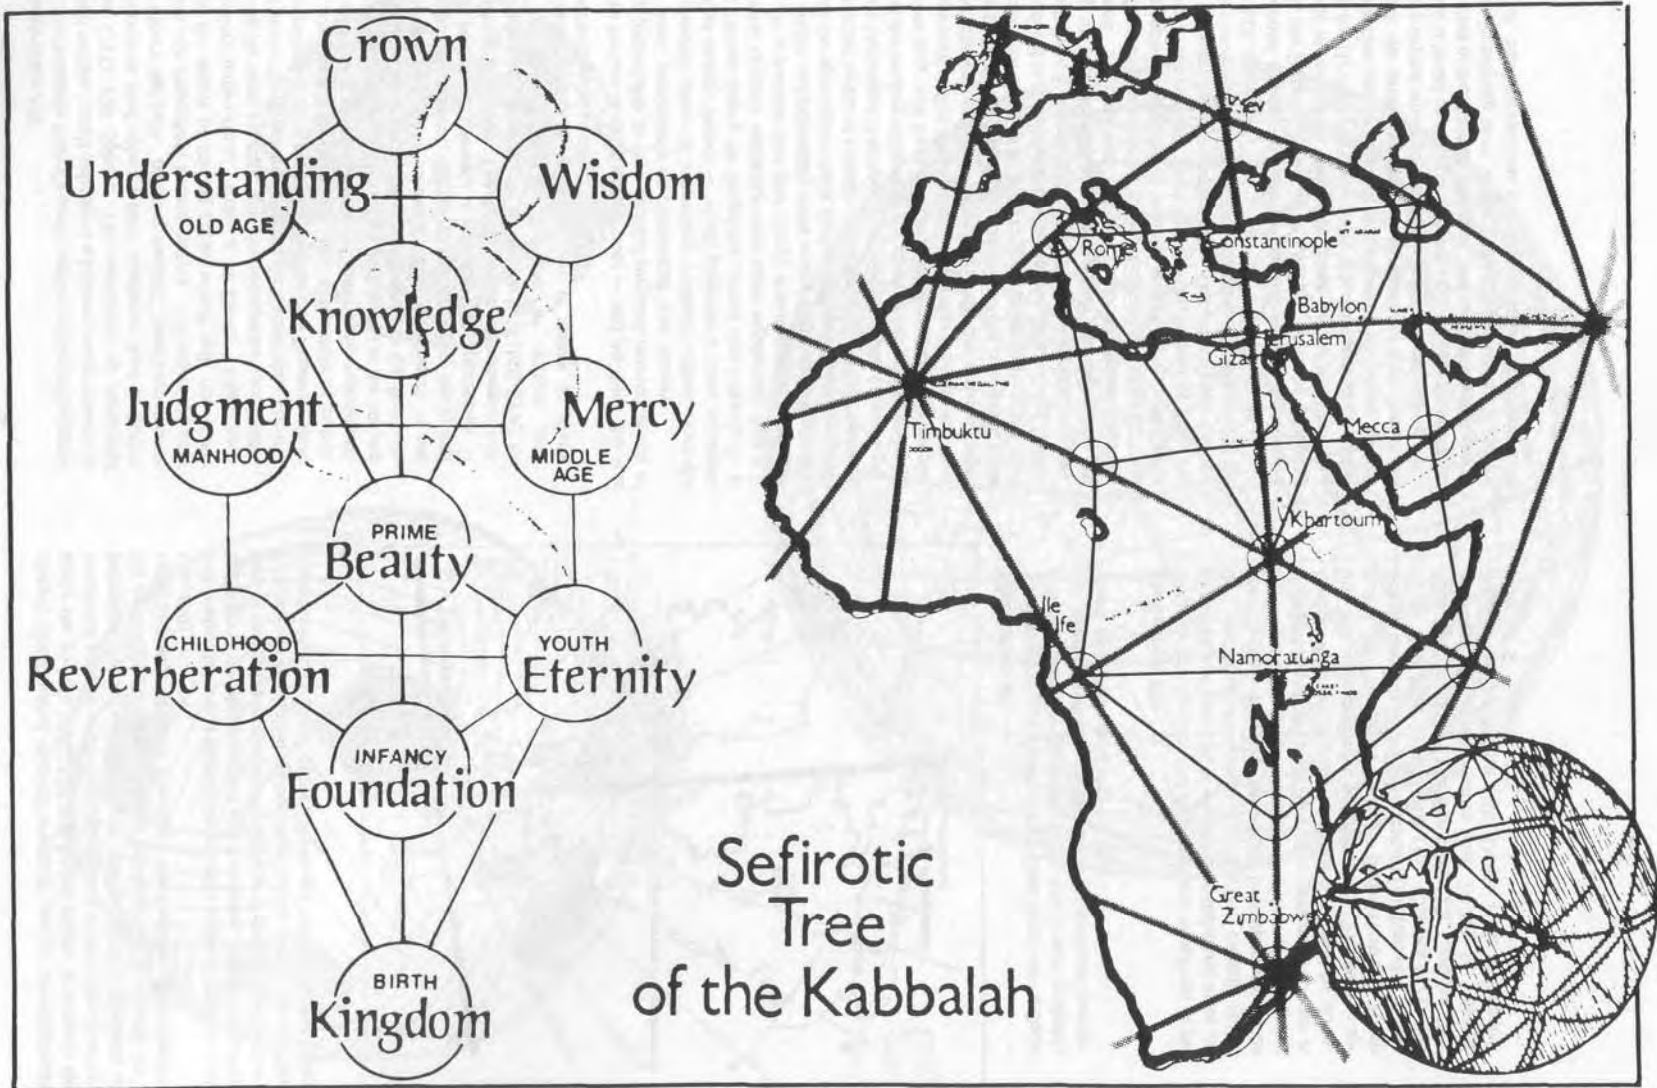 Crown
Understanding
OLD AGE
Wisdom
Knowledge
Judgment
MANHOOD
Mercy
MIDDLE
AGE
PRIME
Beauty
CHILDHOOD
Reverberation
YOUTH
Eternity
INFANCY
Foundation
BIRTH
Kingdom
Sefirotic
Tree
of the Kabbalah
Kiev
Rome
Constantinople
Babylon
Jerusalem
Giza
Timbuktu
DOGON
Mecca
Khartoum
Ile
Ife
Namoratunga
Great
Zimbabwe